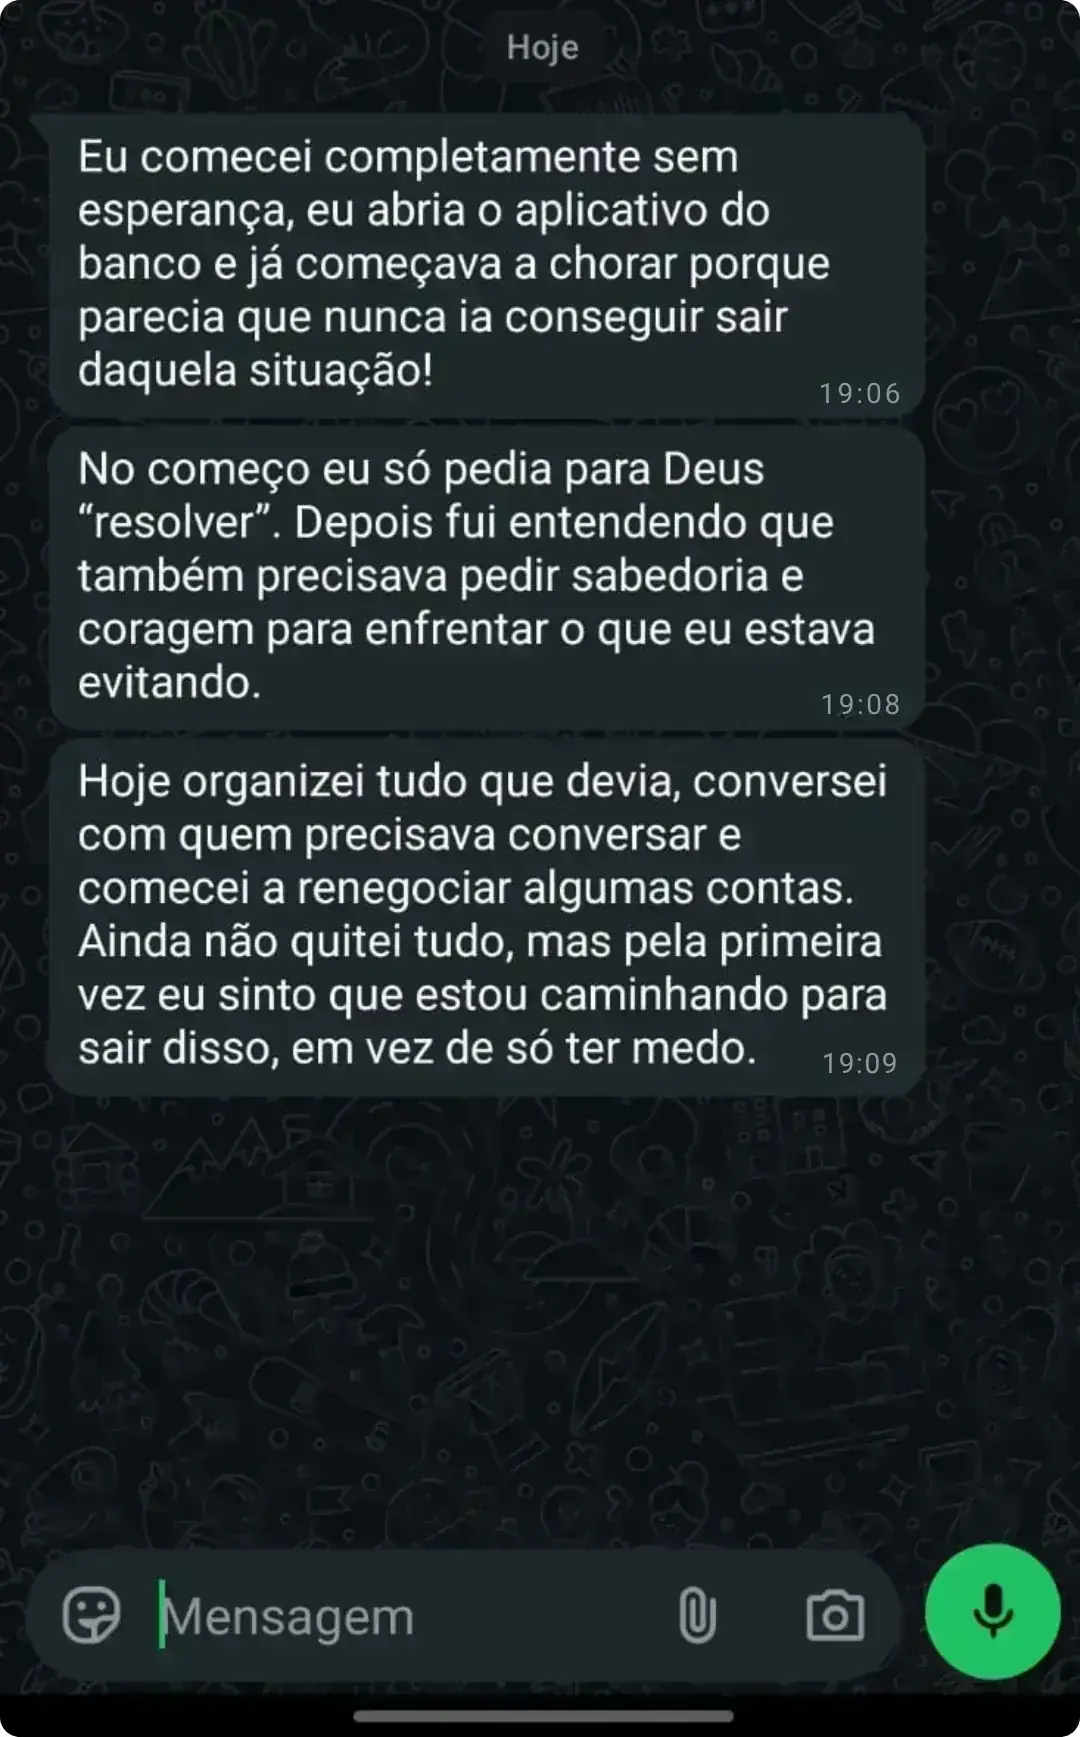 Hoje
Eu comecei completamente sem
esperança, eu abria o aplicativo do
banco e já começava a chorar porque
parecia que nunca ia conseguir sair
daquela situação!
19:06
No começo eu só pedia para Deus
“resolver”. Depois fui entendendo que
também precisava pedir sabedoria e
coragem para enfrentar o que eu estava
evitando.
19:08
Hoje organizei tudo que devia, conversei
com quem precisava conversar e
comecei a renegociar algumas contas.
Ainda não quitei tudo, mas pela primeira
vez eu sinto que estou caminhando para
sair disso, em vez de só ter medo.
19:09
Mensagem